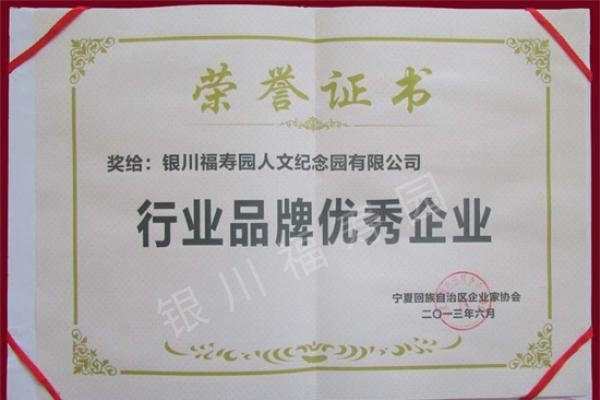 荣誉证书
奖给：银川福寿园人文纪念园有限公司
行业品牌优秀企业
银川福寿园
宁夏回族自治区企业家协会
二〇一三年六月